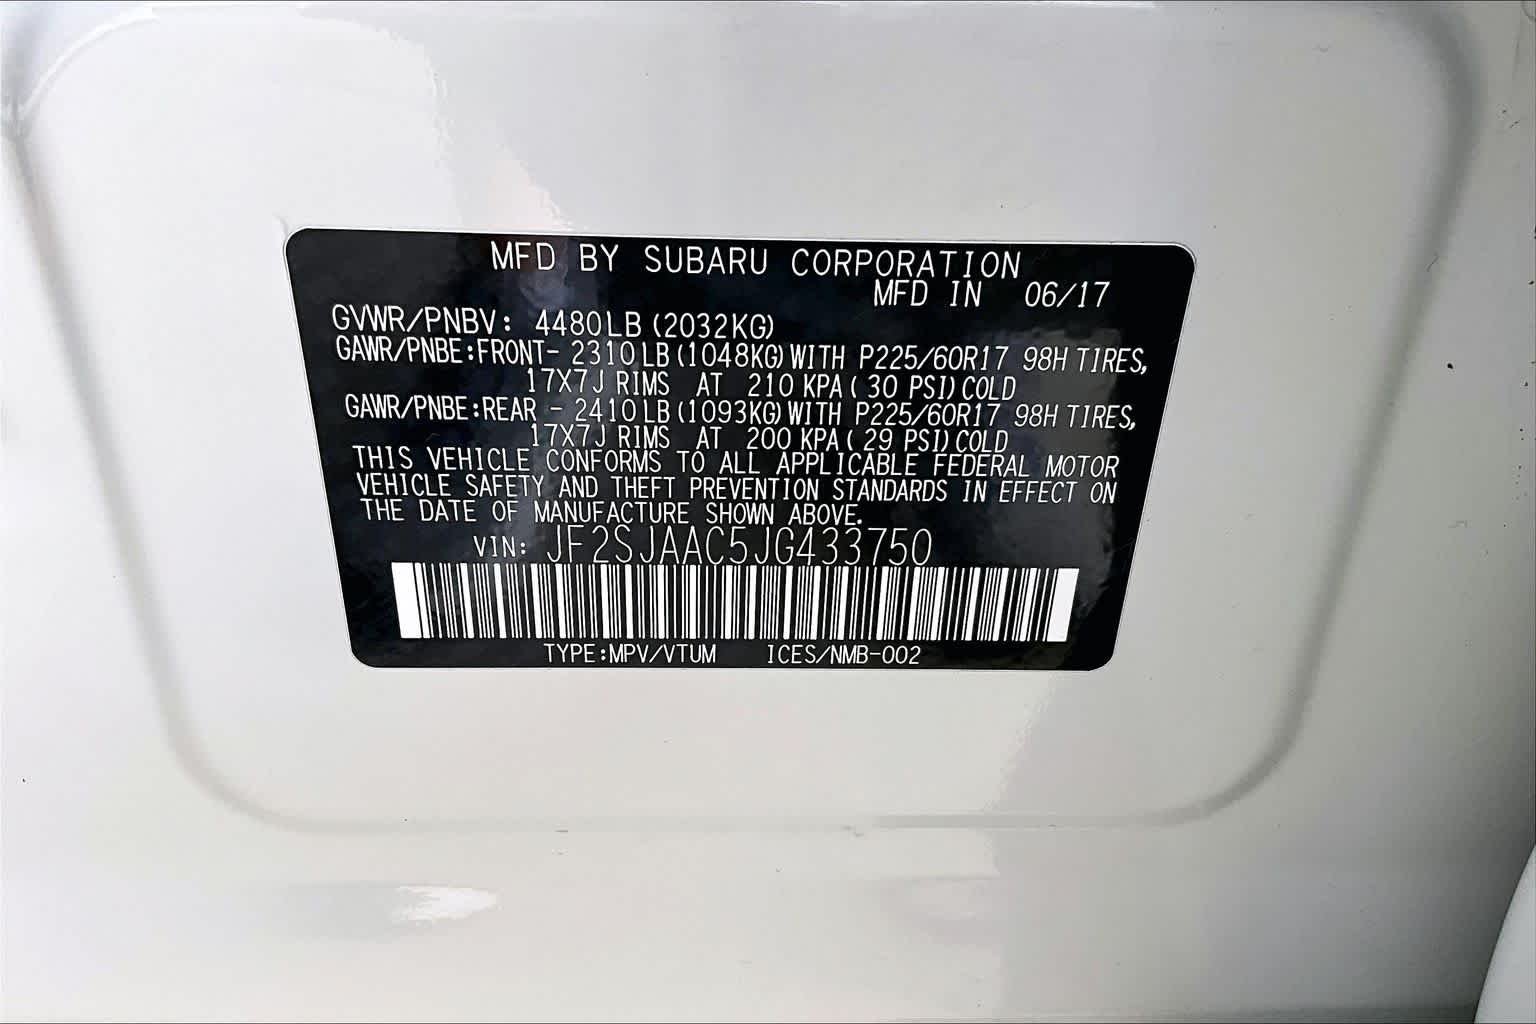 MFD BY SUBARU CORPORATION
MFD IN 06/17
GVWR/PNBV: 4480LB (2032KG)
GAWR/PNBE:FRONT- 2310LB(1048KG)WITH P225/60R17 98H TIRES,
17X7J RIMS AT 210 KPA( 30 PSI)COLD
GAWR/PNBE:REAR - 2410LB(1093KG)WITH P225/60R17 98H TIRES,
17X7J RIMS AT 200 KPA( 29 PSI)COLD
THIS VEHICLE CONFORMS TO ALL APPLICABLE FEDERAL MOTOR
VEHICLE SAFETY AND THEFT PREVENTION STANDARDS IN EFFECT ON
THE DATE OF MANUFACTURE SHOWN ABOVE.
VIN: JF2SJAAC5JG433750
TYPE:MPV/VTUM ICES/NMB-002